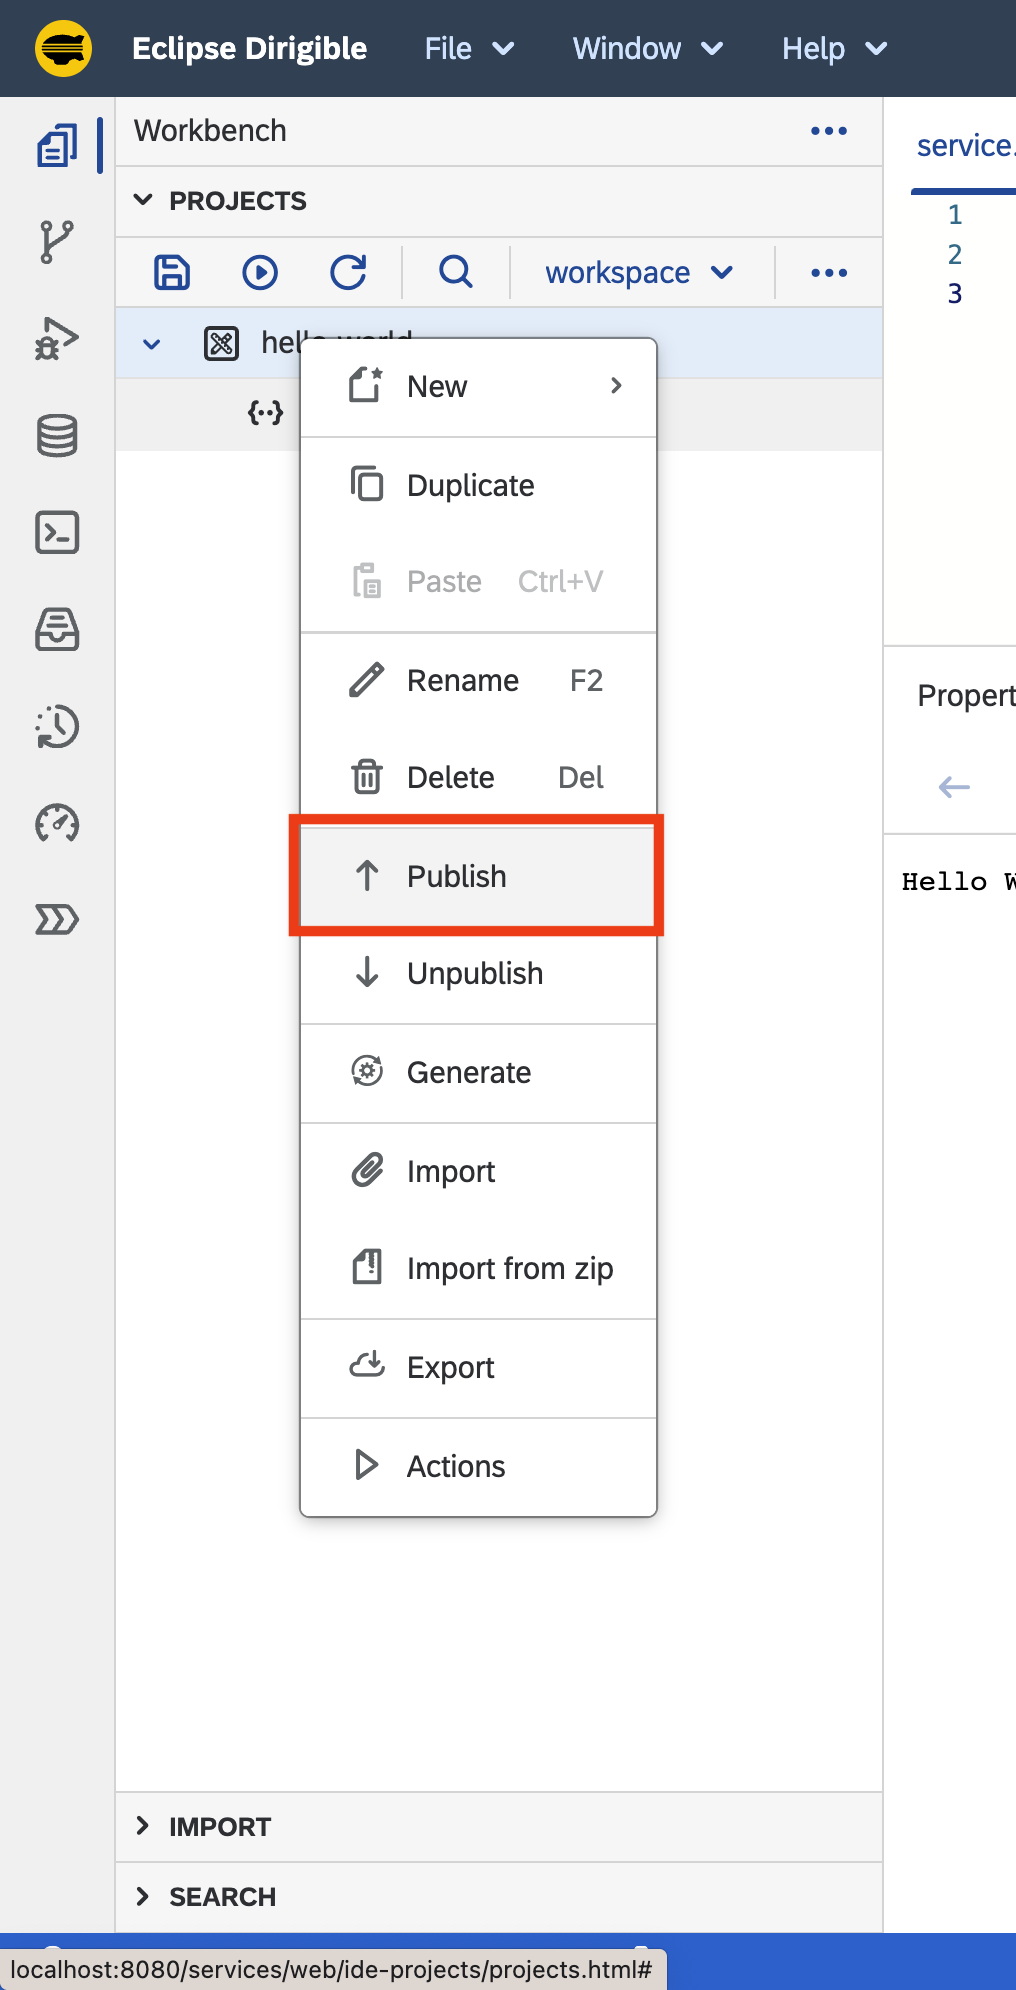 Eclipse Dirigible File Window Help
Workbench
service.
PROJECTS
1
2
3
workspace
New
Duplicate
Paste Ctrl+V
Rename F2
Delete Del
Publish
Unpublish
Generate
Import
Import from zip
Export
Actions
Propert
Hello W
IMPORT
SEARCH
localhost:8080/services/web/ide-projects/projects.html#